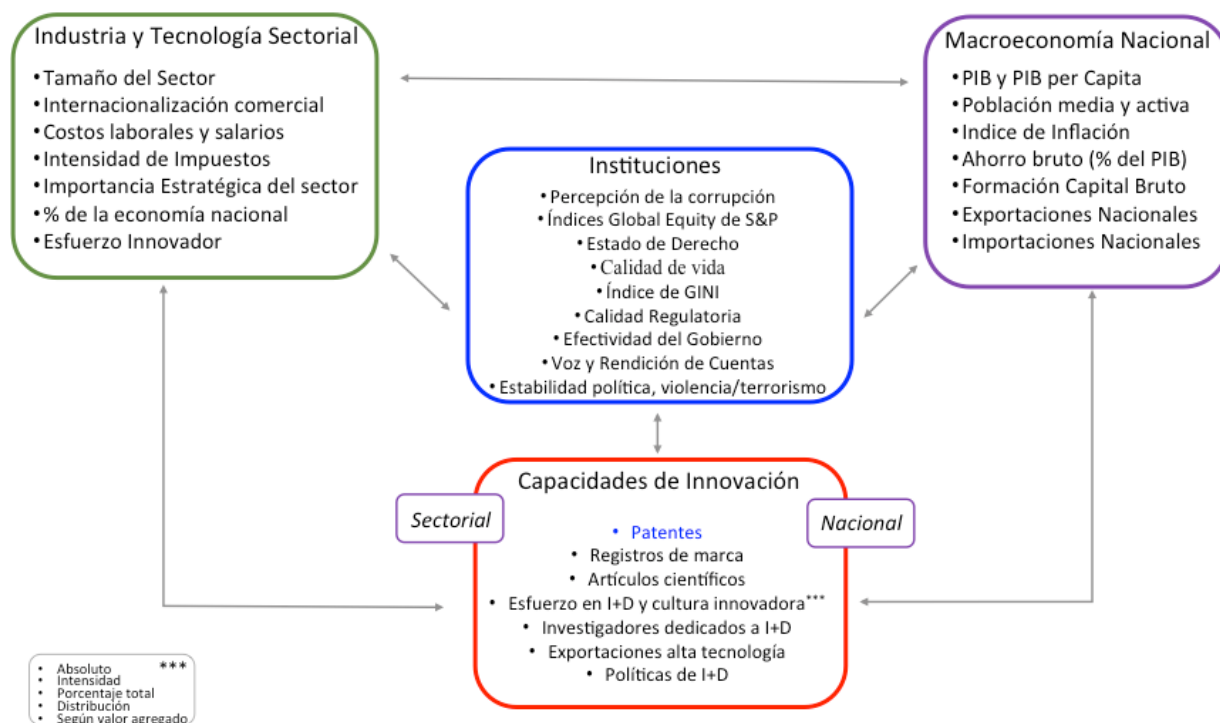 Industria y Tecnología Sectorial
• Tamaño del Sector
• Internacionalización comercial
• Costos laborales y salarios
• Intensidad de Impuestos
• Importancia Estratégica del sector
• % de la economía nacional
• Esfuerzo Innovador
Macroeconomía Nacional
• PIB y PIB per Capita
• Población media y activa
• Indice de Inflación
• Ahorro bruto (% del PIB)
• Formación Capital Bruto
• Exportaciones Nacionales
• Importaciones Nacionales
Instituciones
• Percepción de la corrupción
• Índices Global Equity de S&P
• Estado de Derecho
• Calidad de vida
• Índice de GINI
• Calidad Regulatoria
• Efectividad del Gobierno
• Voz y Rendición de Cuentas
• Estabilidad política, violencia/terrorismo
Capacidades de Innovación
Sectorial
Nacional
• Patentes
• Registros de marca
• Artículos científicos
• Esfuerzo en I+D y cultura innovadora***
• Investigadores dedicados a I+D
• Exportaciones alta tecnología
• Políticas de I+D
• Absoluto ***
• Intensidad
• Porcentaje total
• Distribución
• Según valor agregado